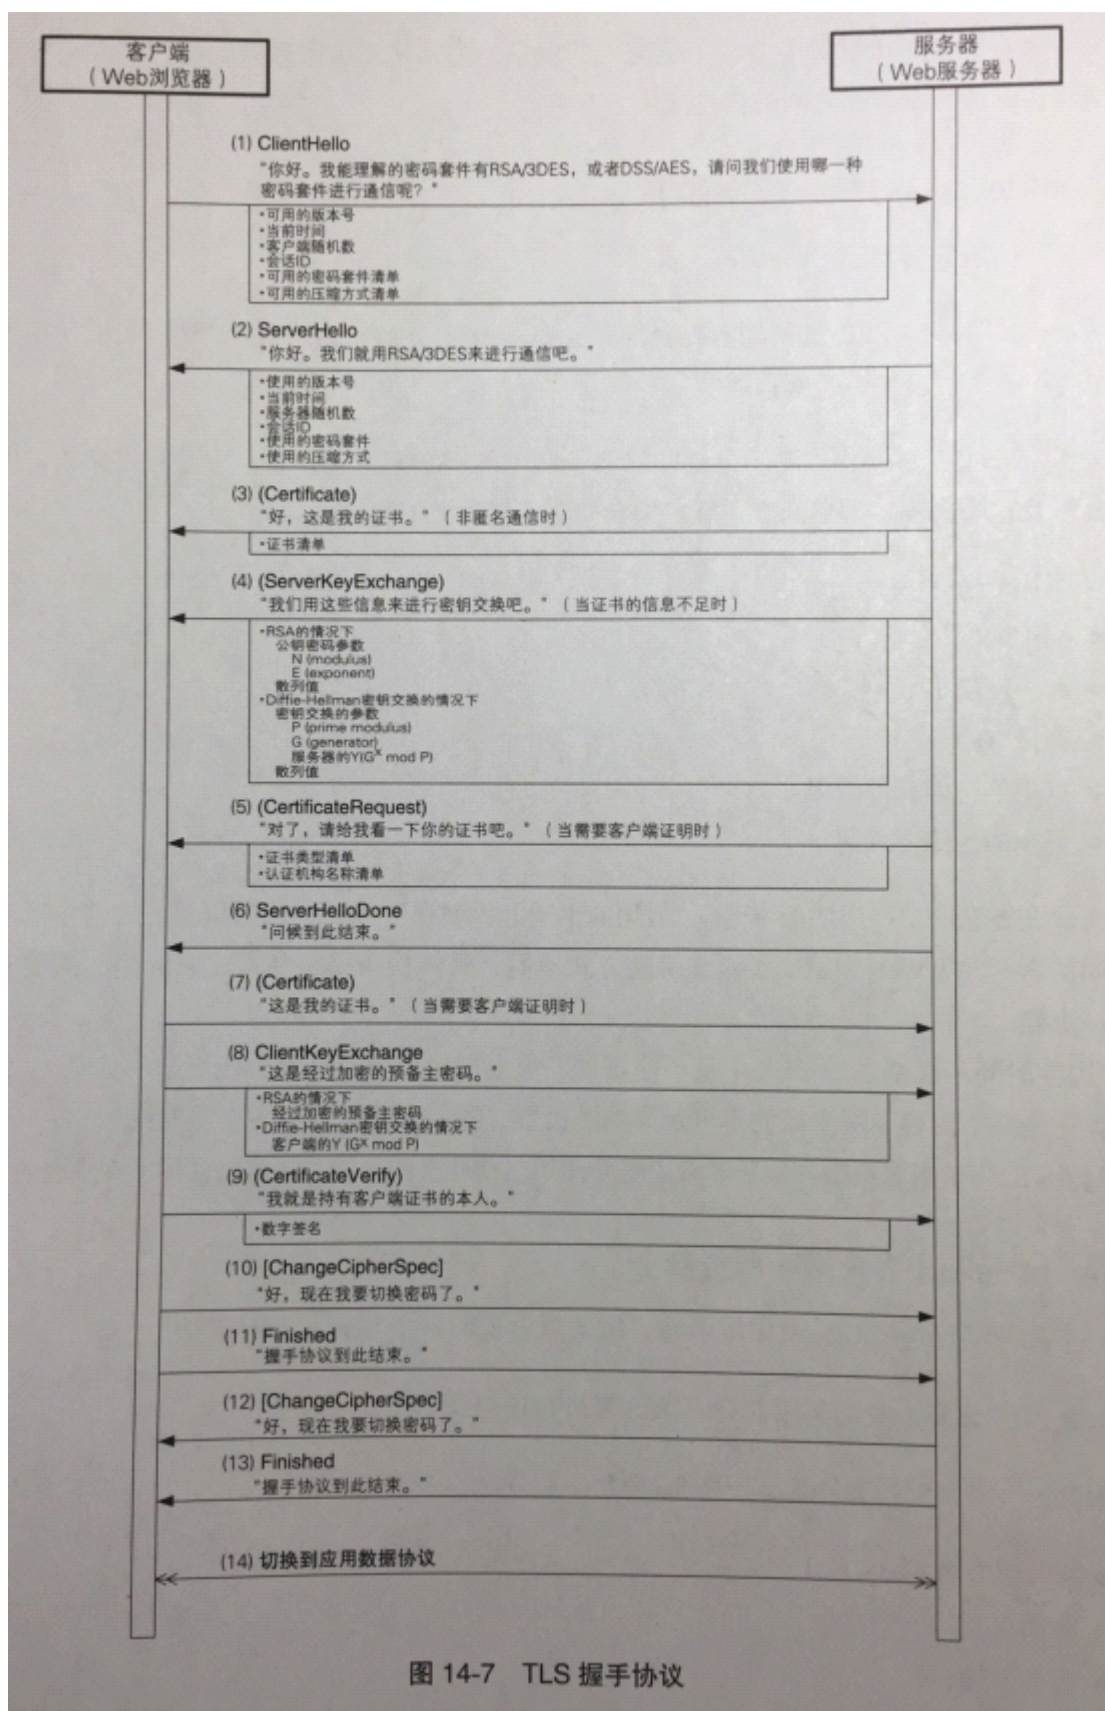 客户端
（Web浏览器）
服务器
（Web服务器）
(1) ClientHello
“你好。我能理解的密码套件有RSA/3DES，或者DSS/AES，请问我们使用哪一种
密码套件进行通信呢？”
·可用的版本号
·当前时间
·客户端随机数
·会话ID
·可用的密码套件清单
·可用的压缩方式清单
(2) ServerHello
“你好。我们就用RSA/3DES来进行通信吧。”
·使用的版本号
·当前时间
·服务器随机数
·会话ID
·使用的密码套件
·使用的压缩方式
(3) (Certificate)
“好，这是我的证书。”（非匿名通信时）
·证书清单
(4) (ServerKeyExchange)
“我们用这些信息来进行密钥交换吧。”（当证书的信息不足时）
·RSA的情况下
公钥密码参数
N (modulus)
E (exponent)
散列值
·Diffie-Hellman密钥交换的情况下
密钥交换的参数
P (prime modulus)
G (generator)
服务器的Y(G^x mod P)
散列值
(5) (CertificateRequest)
“对了，请给我看一下你的证书吧。”（当需要客户端证明时）
·证书类型清单
·认证机构名称清单
(6) ServerHelloDone
“问候到此结束。”
(7) (Certificate)
“这是我的证书。”（当需要客户端证明时）
(8) ClientKeyExchange
“这是经过加密的预备主密码。”
·RSA的情况下
经过加密的预备主密码
·Diffie-Hellman密钥交换的情况下
客户端的Y (G^x mod P)
(9) (CertificateVerify)
“我就是持有客户端证书的本人。”
·数字签名
(10) [ChangeCipherSpec]
“好，现在我要切换密码了。”
(11) Finished
“握手协议到此结束。”
(12) [ChangeCipherSpec]
“好，现在我要切换密码了。”
(13) Finished
“握手协议到此结束。”
(14) 切换到应用数据协议
图 14-7 TLS 握手协议